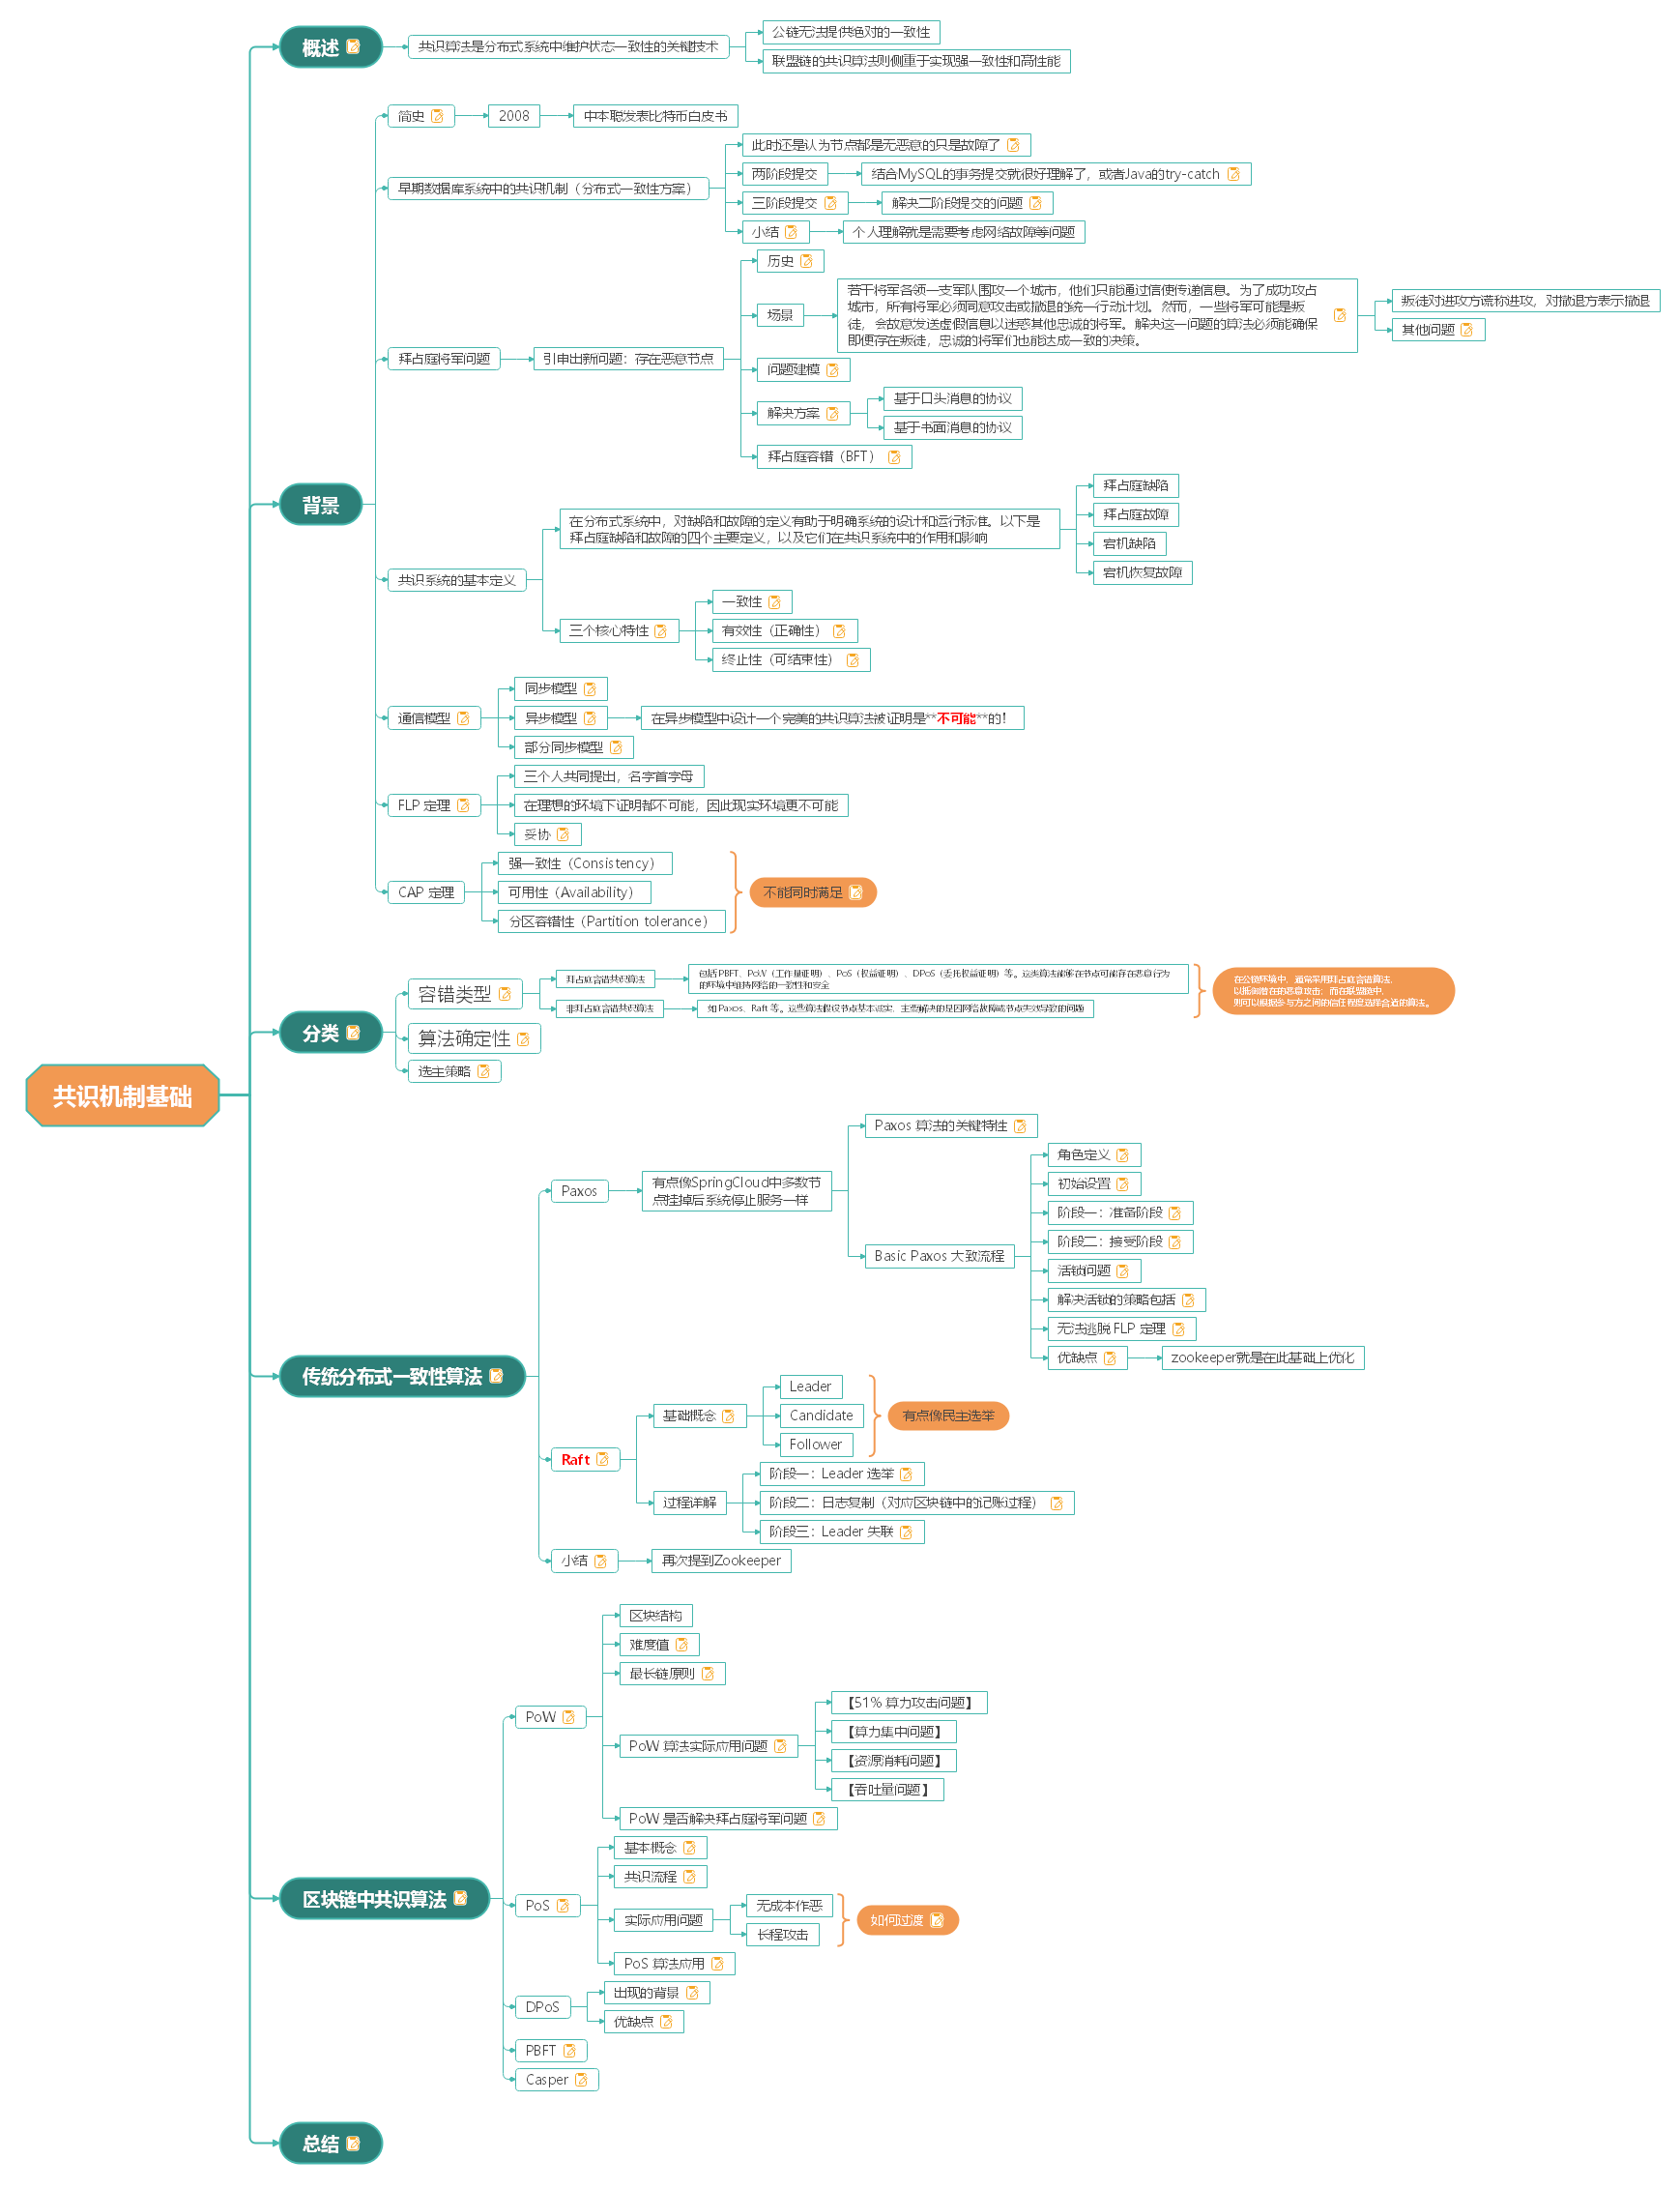 共识机制基础
概述
共识算法是分布式系统中维护状态一致性的关键技术
公链无法提供绝对的一致性
联盟链的共识算法则侧重于实现强一致性和高性能
背景
简史
2008
中本聪发表比特币白皮书
早期数据库系统中的共识机制（分布式一致性方案）
此时还是认为节点都是无恶意的只是故障了
两阶段提交
结合MySQL的事务提交就很好理解了，或者Java的try-catch
三阶段提交
解决二阶段提交的问题
小结
个人理解就是需要考虑网络故障等问题
拜占庭将军问题
引申出新问题：存在恶意节点
历史
场景
若干将军各领一支军队围攻一个城市，他们只能通过信使传递信息。为了成功攻占
城市，所有将军必须同意攻击或撤退的统一行动计划。然而，一些将军可能是叛
徒，会故意发送虚假信息以迷惑其他忠诚的将军。解决这一问题的算法必须能确保
即便存在叛徒，忠诚的将军们也能达成一致的决策。
叛徒对进攻方谎称进攻，对撤退方表示撤退
其他问题
问题建模
解决方案
基于口头消息的协议
基于书面消息的协议
拜占庭容错（BFT）
共识系统的基本定义
在分布式系统中，对缺陷和故障的定义有助于明确系统的设计和运行标准。以下是
拜占庭缺陷和故障的四个主要定义，以及它们在共识系统中的作用和影响
拜占庭缺陷
拜占庭故障
宕机缺陷
宕机恢复故障
三个核心特性
一致性
有效性（正确性）
终止性（可结束性）
通信模型
同步模型
异步模型
在异步模型中设计一个完美的共识算法被证明是**不可能**的！
部分同步模型
FLP 定理
三个人共同提出，名字首字母
在理想的环境下证明都不可能，因此现实环境更不可能
妥协
CAP 定理
强一致性（Consistency）
可用性（Availability）
分区容错性（Partition tolerance）
不能同时满足
分类
容错类型
拜占庭容错共识算法
包括 PBFT、PoW（工作量证明）、PoS（权益证明）、DPoS（委托权益证明）等。这些算法能够在节点可能存在恶意行为
的环境中维持网络的一致性和安全
非拜占庭容错共识算法
如 Paxos、Raft 等。这些算法假设节点基本诚实，主要解决的是因网络故障或节点失效导致的问题
在公链环境中，通常采用拜占庭容错算法，
以抵御潜在的恶意攻击；而在联盟链中，
则可以根据参与方之间的信任程度选择合适的算法。
算法确定性
选主策略
传统分布式一致性算法
Paxos
有点像SpringCloud中多数节
点挂掉后系统停止服务一样
Paxos 算法的关键特性
Basic Paxos 大致流程
角色定义
初始设置
阶段一：准备阶段
阶段二：接受阶段
活锁问题
解决活锁的策略包括
无法逃脱 FLP 定理
优缺点
zookeeper就是在此基础上优化
Raft
基础概念
Leader
Candidate
Follower
有点像民主选举
过程详解
阶段一：Leader 选举
阶段二：日志复制（对应区块链中的记账过程）
阶段三：Leader 失联
小结
再次提到Zookeeper
区块链中共识算法
PoW
区块结构
难度值
最长链原则
PoW 算法实际应用问题
【51% 算力攻击问题】
【算力集中问题】
【资源消耗问题】
【吞吐量问题】
PoW 是否解决拜占庭将军问题
PoS
基本概念
共识流程
实际应用问题
无成本作恶
长程攻击
如何过渡
PoS 算法应用
DPoS
出现的背景
优缺点
PBFT
Casper
总结